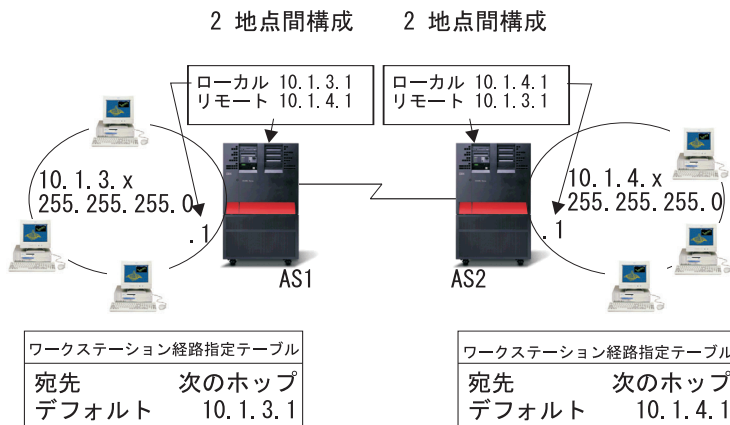 2 地点間構成
2 地点間構成
ローカル 10.1.3.1
リモート 10.1.4.1
ローカル 10.1.4.1
リモート 10.1.3.1
10.1.3.x
255.255.255.0
.1
10.1.4.x
255.255.255.0
.1
AS1
AS2
ワークステーション経路指定テーブル
宛先 次のホップ
デフォルト 10.1.3.1
ワークステーション経路指定テーブル
宛先 次のホップ
デフォルト 10.1.4.1